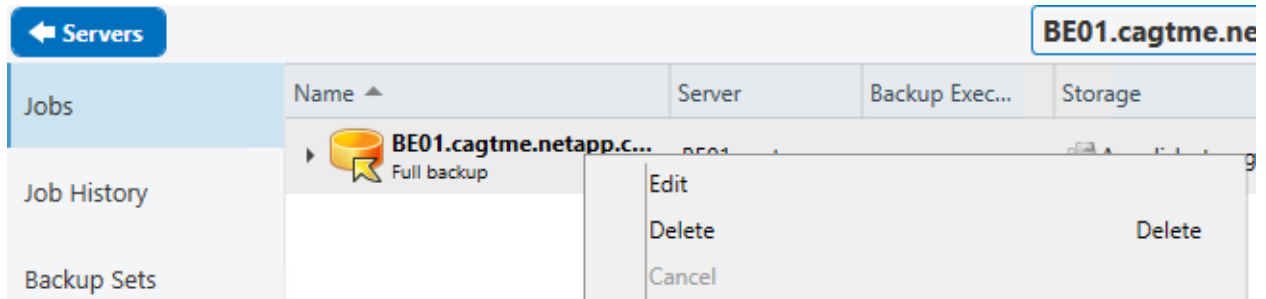 Servers
BE01.cagtme.ne
Jobs
Name Server Backup Exec... Storage
BE01.cagtme.netapp.c...
Full backup
Job History
Edit
Delete Delete
Cancel
Backup Sets